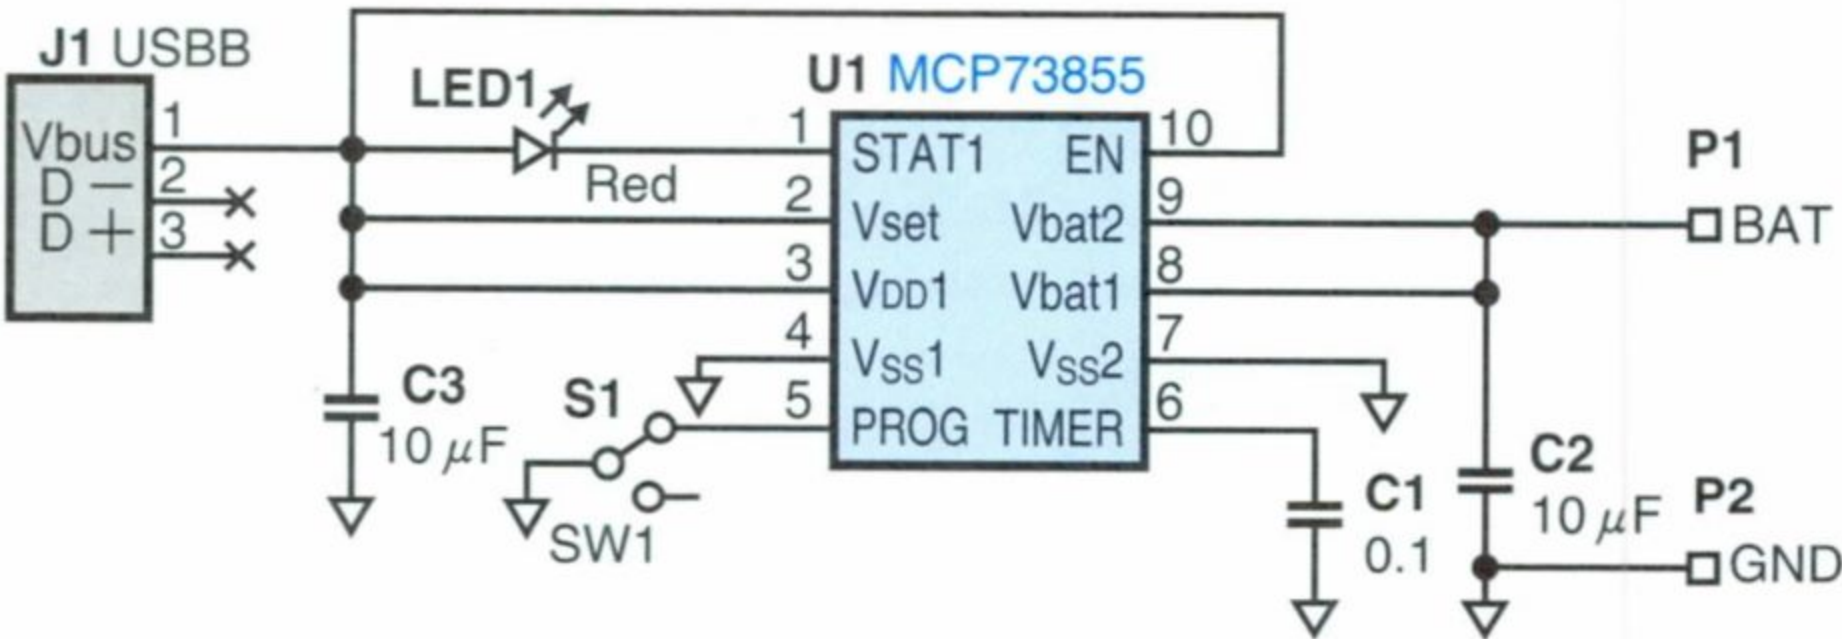 J1 USBB
Vbus
D −
D +
1
2
3
LED1
Red
U1 MCP73855
1
2
3
4
5
STAT1
Vset
VDD1
VSS1
PROG
EN
Vbat2
Vbat1
VSS2
TIMER
10
9
8
7
6
P1
BAT
C3
10 μF
S1
SW1
C1
0.1
C2
10 μF
P2
GND